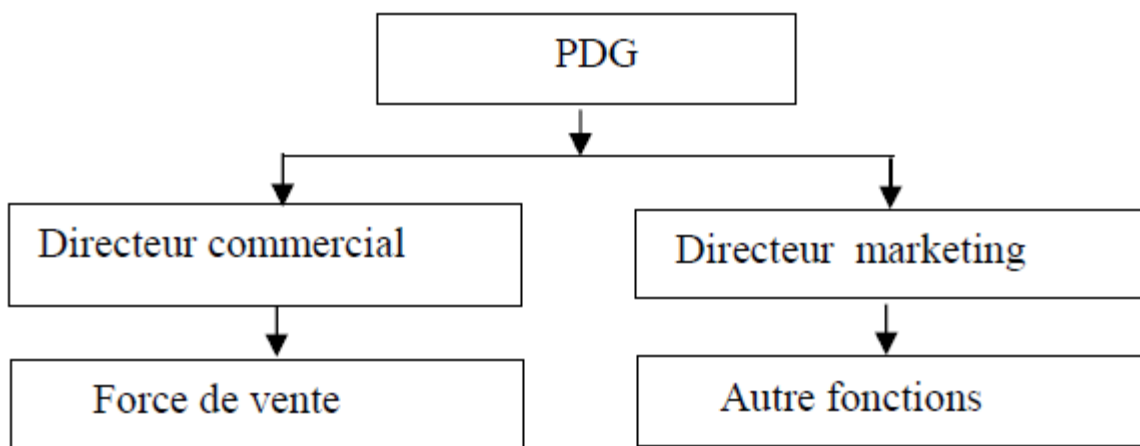 PDG
Directeur commercial
Directeur marketing
Force de vente
Autre fonctions